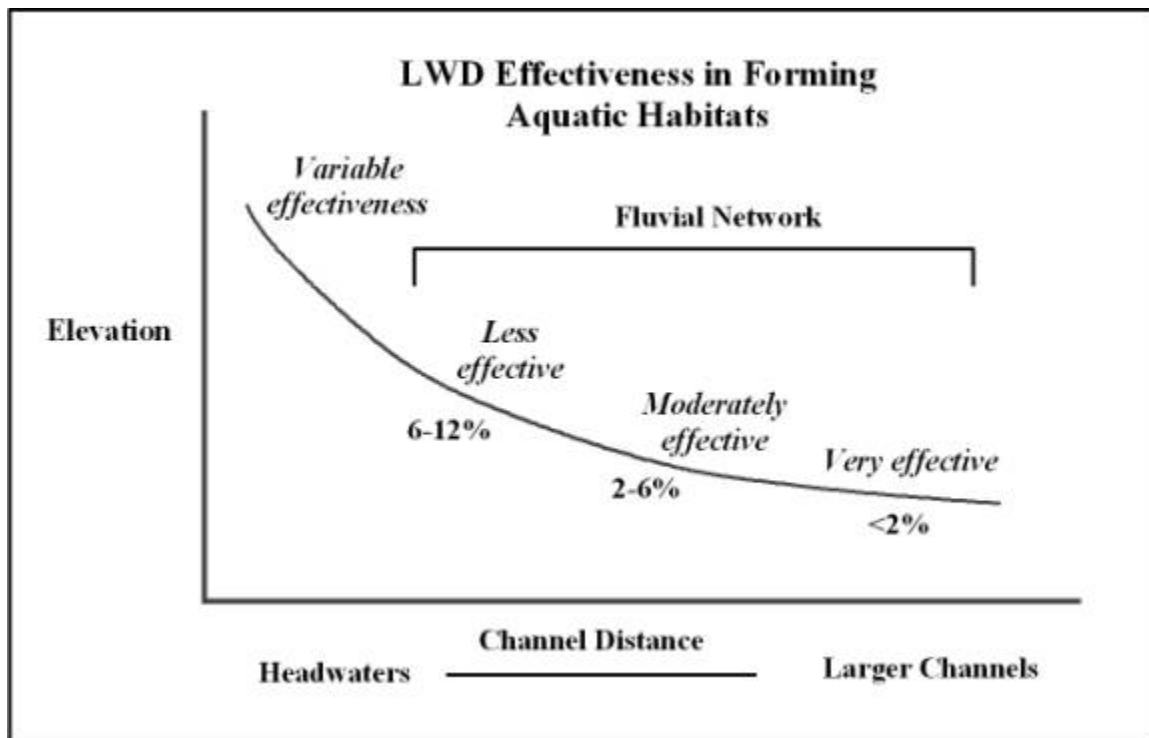 LWD Effectiveness in Forming
Aquatic Habitats
Variable
effectiveness
Fluvial Network
Elevation
Less
effective
Moderately
effective
Very effective
6-12%
2-6%
<2%
Channel Distance
Headwaters
Larger Channels